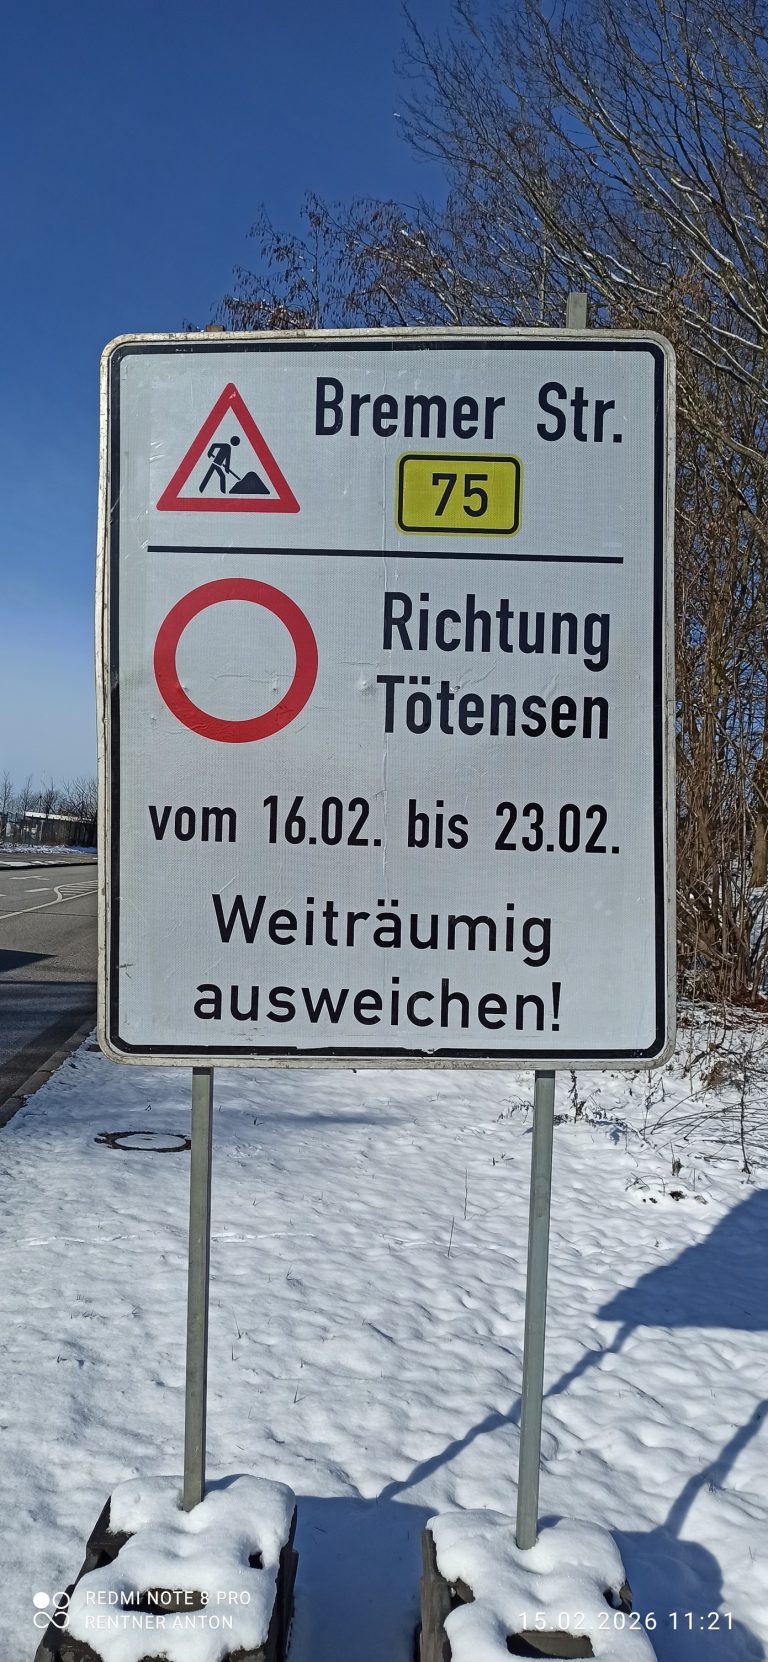 Bremer Str.
75
Richtung
Tötensen
vom 16.02. bis 23.02.
Weiträumig
ausweichen!
REDMI NOTE 8 PRO
RENTNER ANTON
15.02.2026 11:21